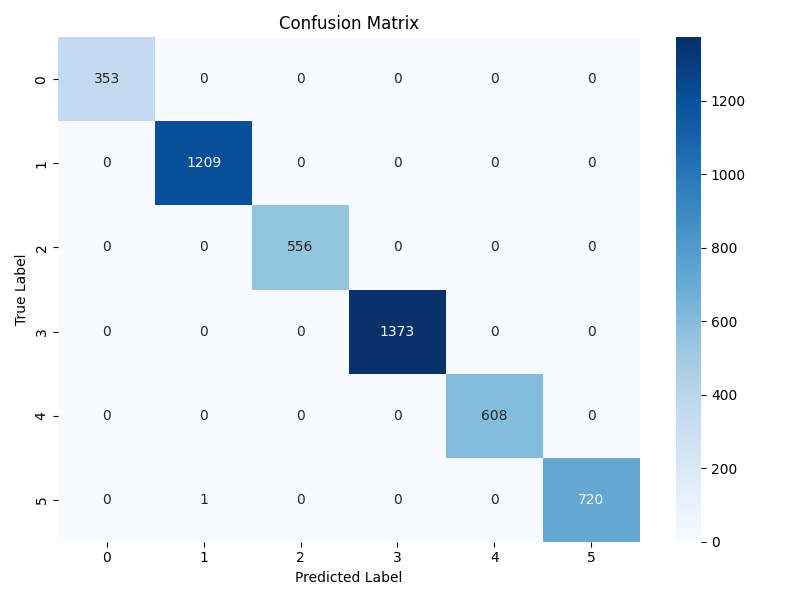 Confusion Matrix
True Label
0 353 0 0 0 0 0
1 0 1209 0 0 0 0
2 0 0 556 0 0 0
3 0 0 0 1373 0 0
4 0 0 0 0 608 0
5 0 1 0 0 0 720
0 1 2 3 4 5
Predicted Label
1200
1000
800
600
400
200
0